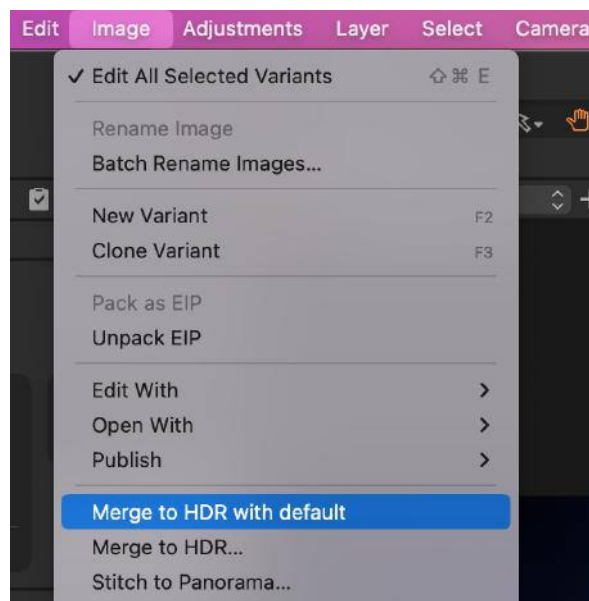 Edit Image Adjustments Layer Select Camera
✓ Edit All Selected Variants ⇧ ⌘ E
Rename Image
Batch Rename Images...
New Variant F2
Clone Variant F3
Pack as EIP
Unpack EIP
Edit With
Open With
Publish
Merge to HDR with default
Merge to HDR...
Stitch to Panorama...